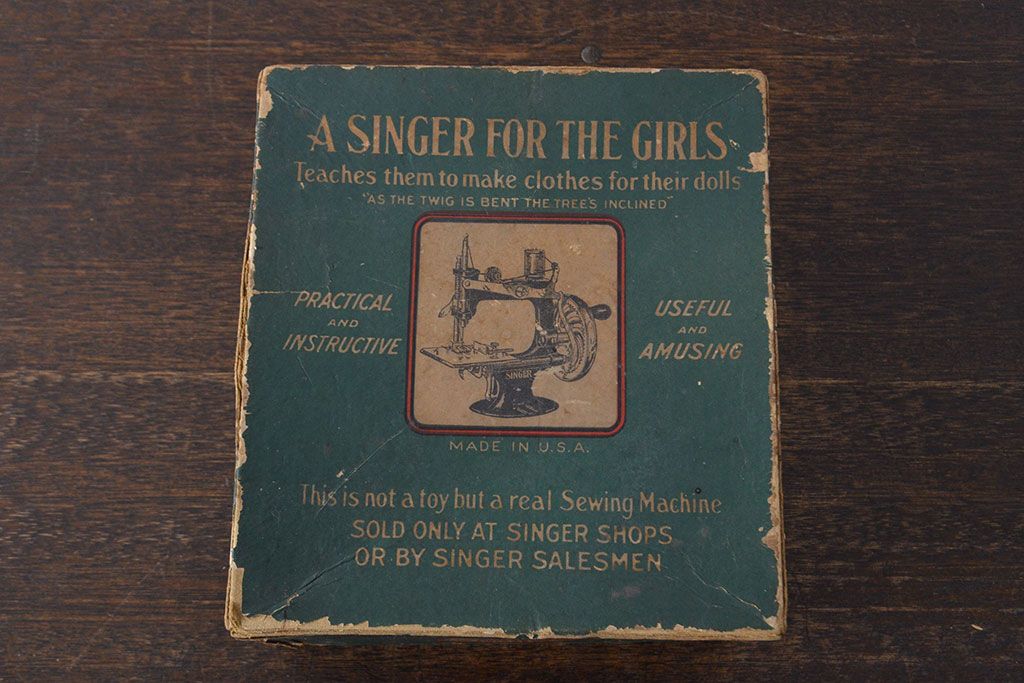 A SINGER FOR THE GIRLS
Teaches them to make clothes for their dolls
"AS THE TWIG IS BENT THE TREE'S INCLINED"
PRACTICAL
AND
INSTRUCTIVE
SINGER
USEFUL
AND
AMUSING
MADE IN U.S.A.
This is not a toy but a real Sewing Machine
SOLD ONLY AT SINGER SHOPS
OR BY SINGER SALESMEN